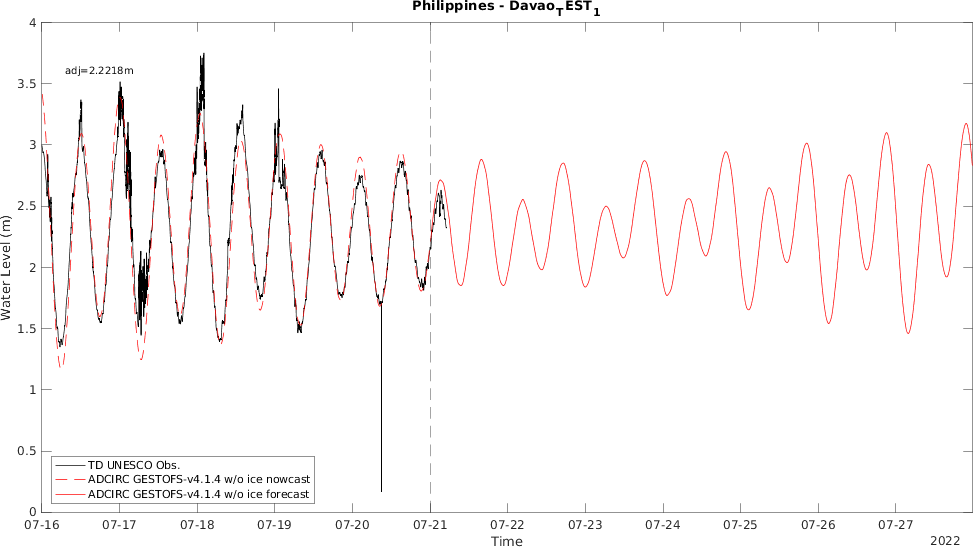 Philippines - Davao_TEST_1
4
adj=2.2218m
3.5
3
2.5
2
1.5
1
0.5
0
Water Level (m)
TD UNESCO Obs.
ADCIRC GESTOFS-v4.1.4 w/o ice nowcast
ADCIRC GESTOFS-v4.1.4 w/o ice forecast
07-16 07-17 07-18 07-19 07-20 07-21 07-22 07-23 07-24 07-25 07-26 07-27
Time
2022